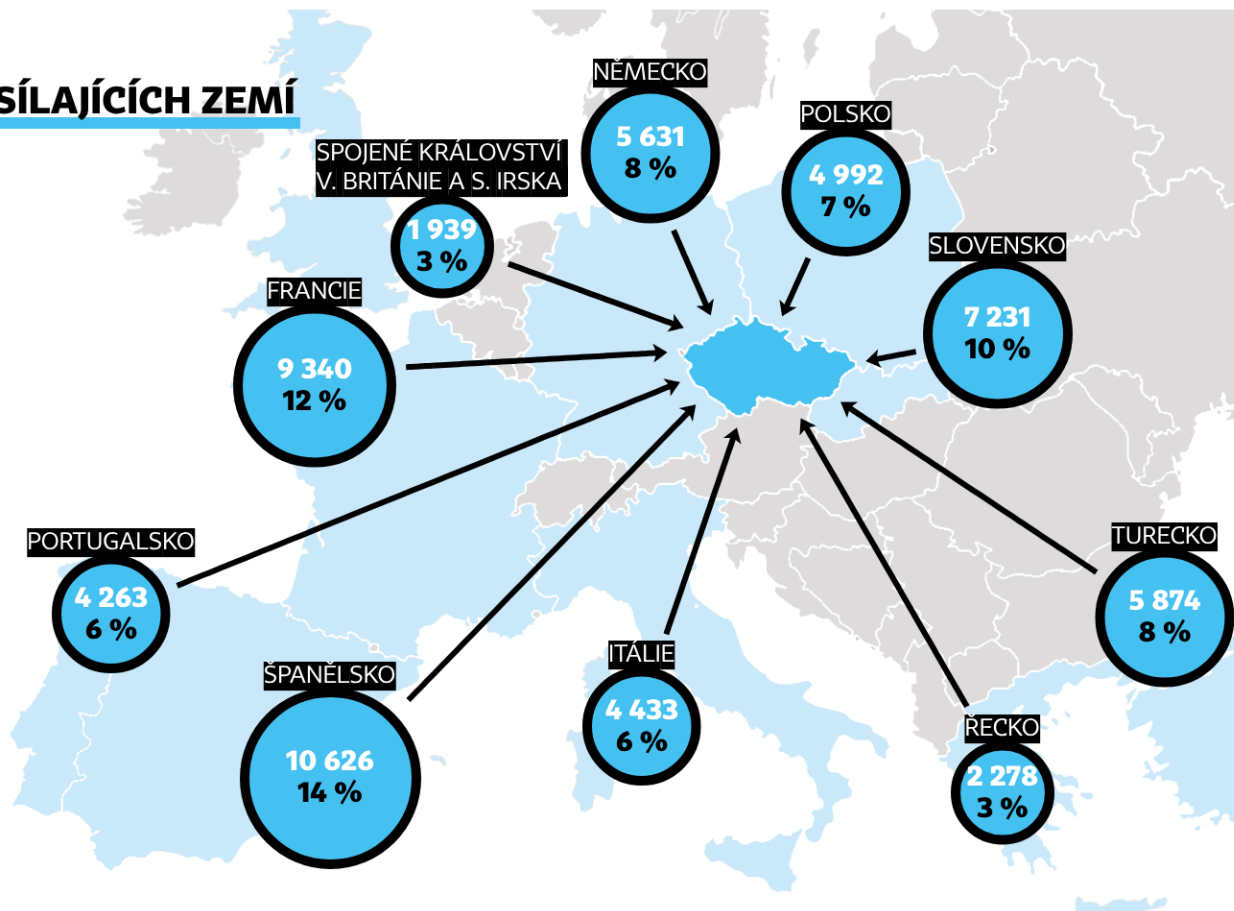 SÍLAJÍCÍCH ZEMÍ
NĚMECKO
5 631
8 %
POLSKO
4 992
7 %
SPOJENÉ KRÁLOVSTVÍ
V. BRITÁNIE A S. IRSKA
1 939
3 %
SLOVENSKO
7 231
10 %
FRANCIE
9 340
12 %
PORTUGALSKO
4 263
6 %
TURECKO
5 874
8 %
ŠPANĚLSKO
10 626
14 %
ITÁLIE
4 433
6 %
ŘECKO
2 278
3 %